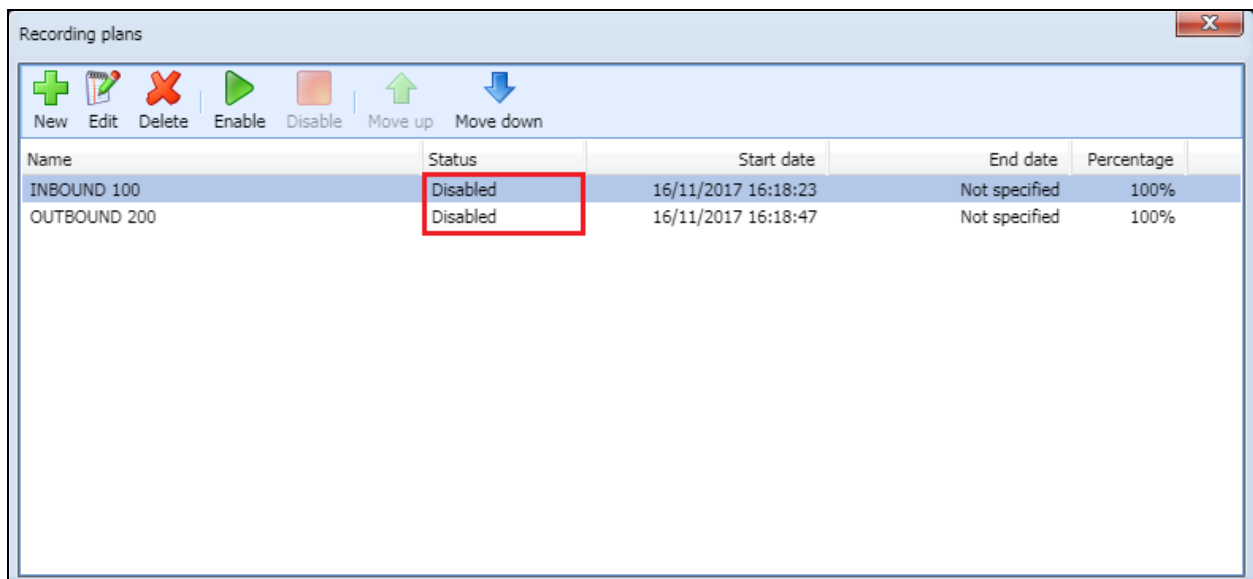 Recording plans
New Edit Delete Enable Disable Move up Move down
Name Status Start date End date Percentage
INBOUND 100 Disabled 16/11/2017 16:18:23 Not specified 100%
OUTBOUND 200 Disabled 16/11/2017 16:18:47 Not specified 100%